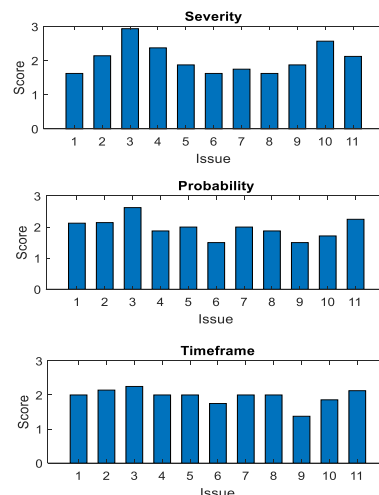 Severity
3
2
1
0
Score
1 2 3 4 5 6 7 8 9 10 11
Issue
Probability
3
2
1
0
Score
1 2 3 4 5 6 7 8 9 10 11
Issue
Timeframe
3
2
1
0
Score
1 2 3 4 5 6 7 8 9 10 11
Issue